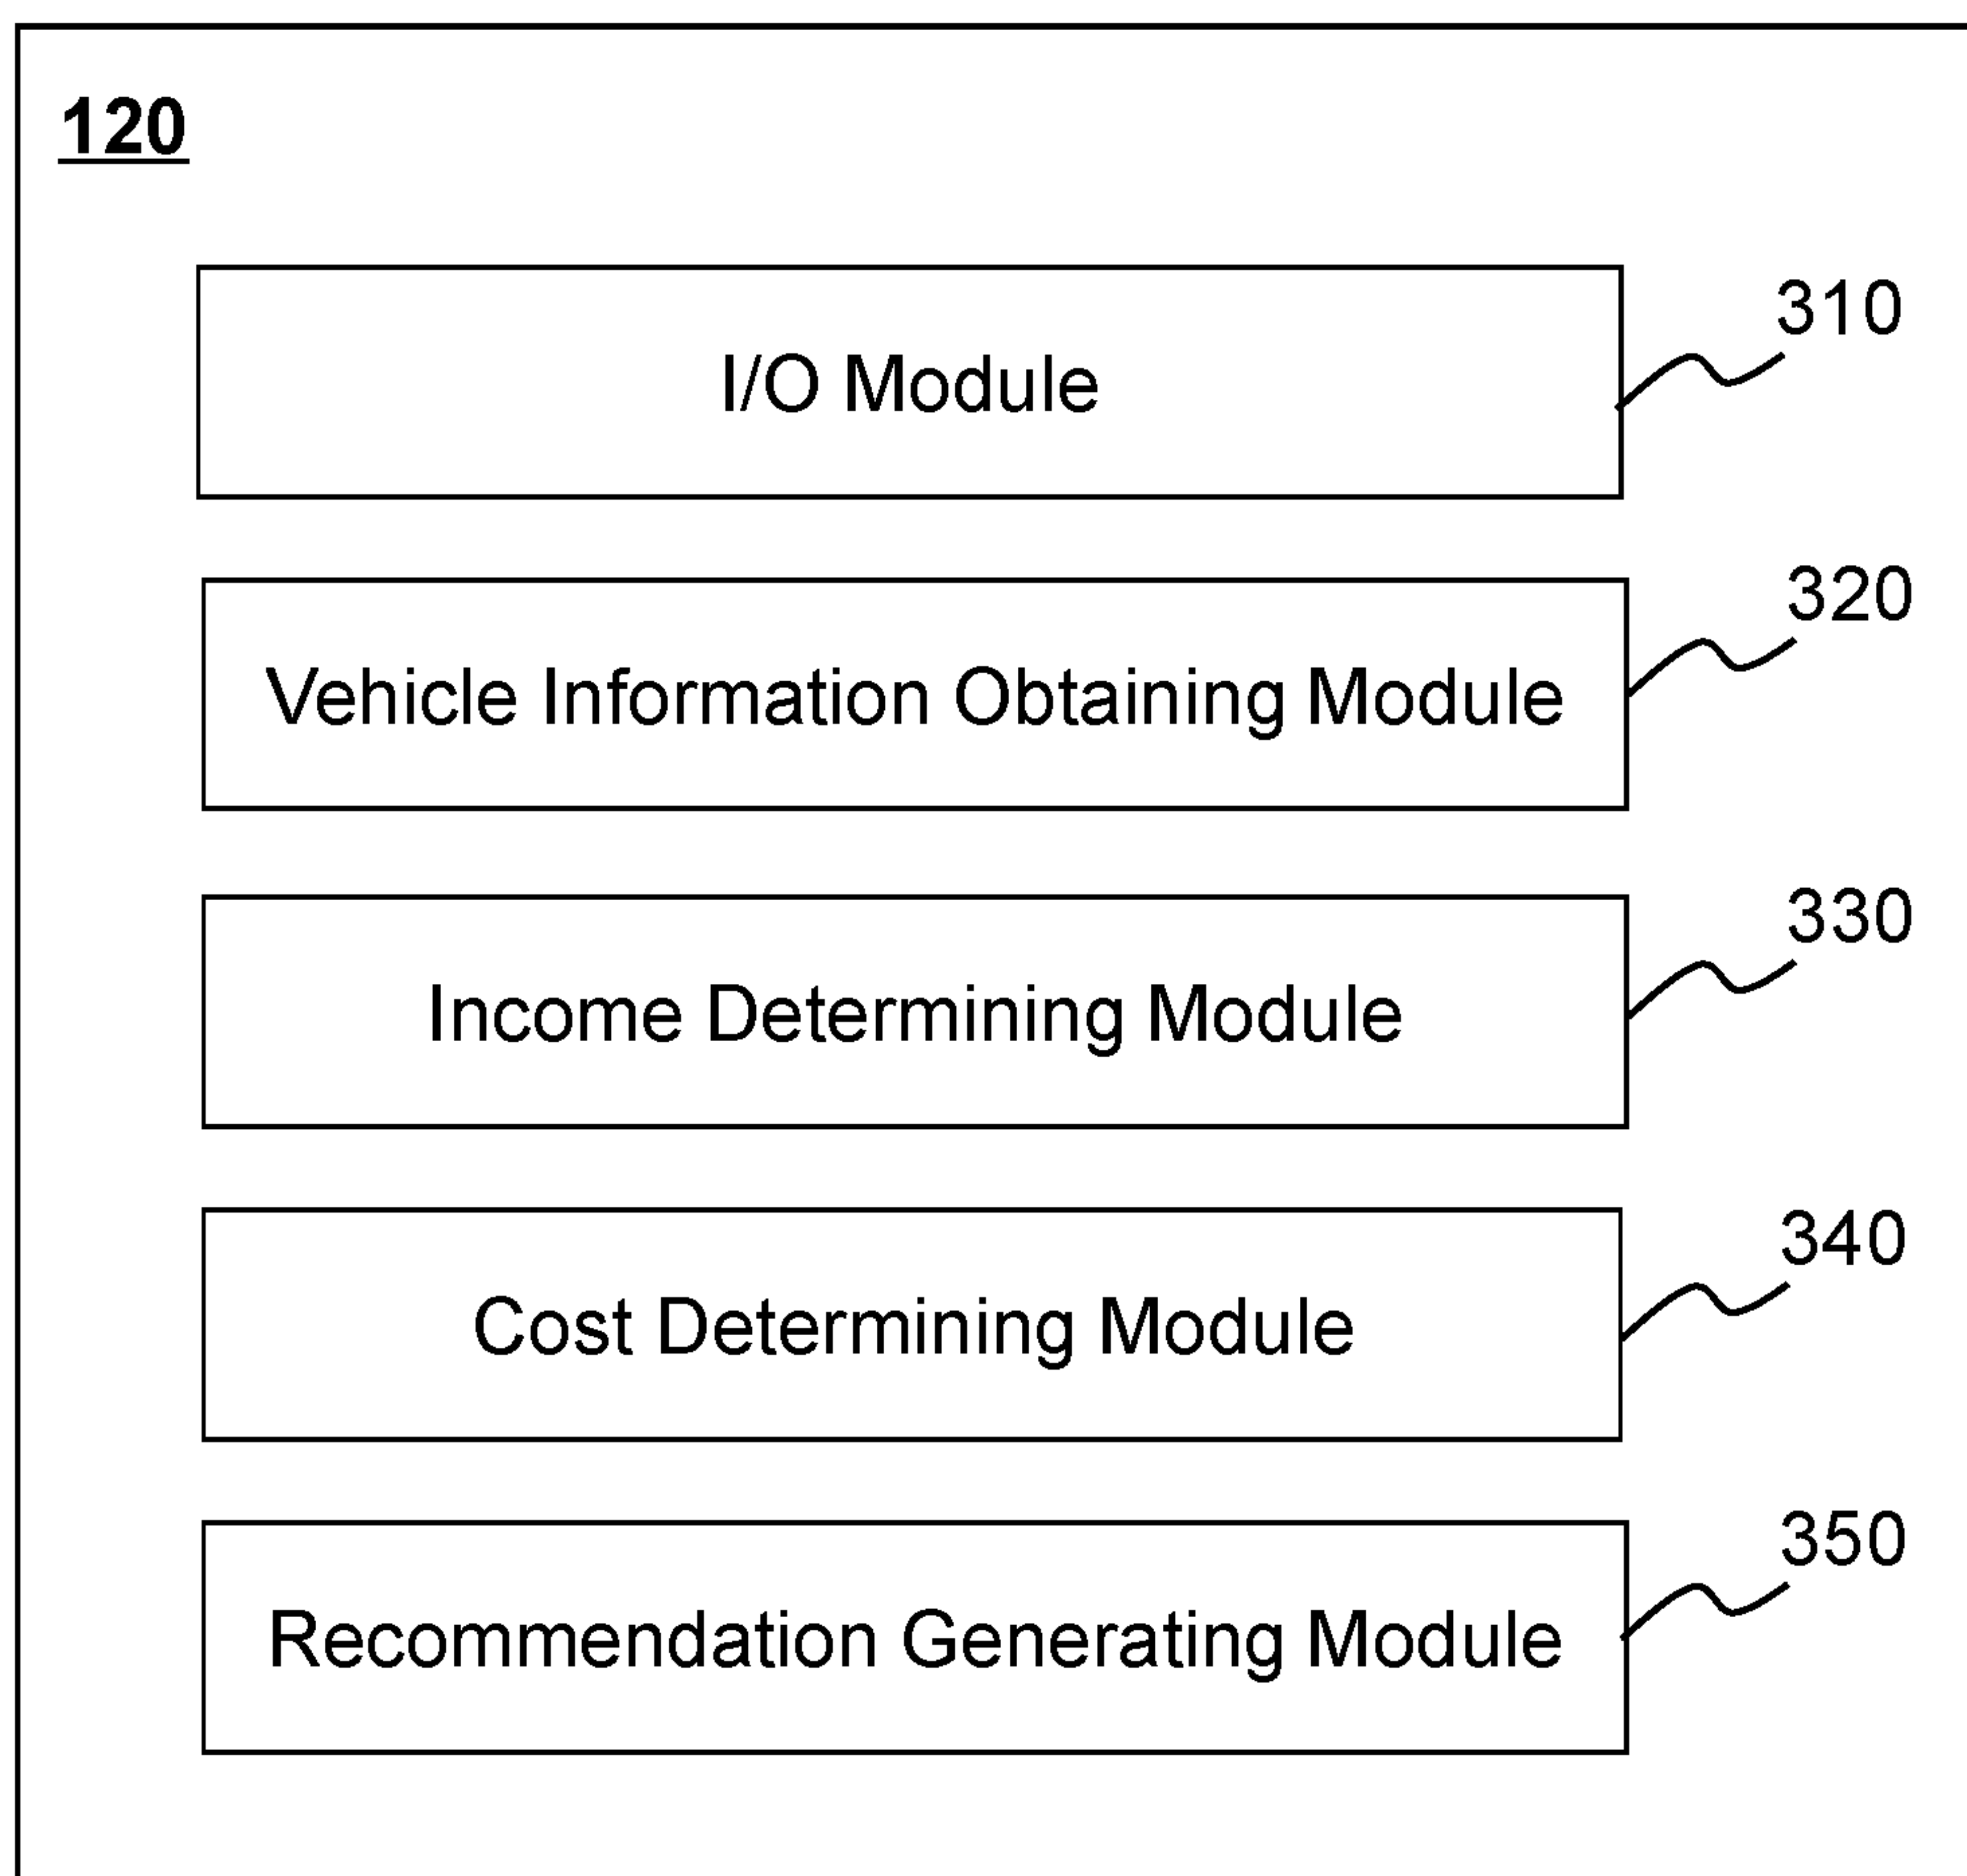 120
I/O Module
310
Vehicle Information Obtaining Module
320
Income Determining Module
330
Cost Determining Module
340
Recommendation Generating Module
350